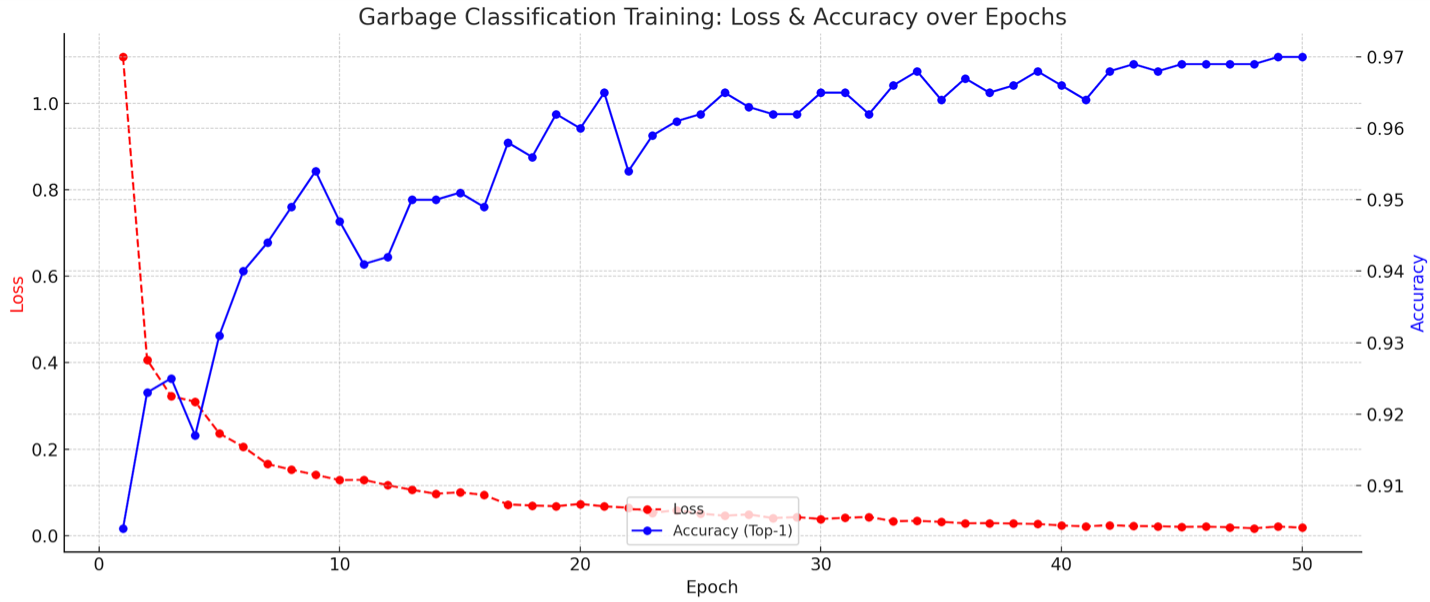 Garbage Classification Training: Loss & Accuracy over Epochs
Loss
1.0
0.8
0.6
0.4
0.2
0.0
0 10 20 30 40 50
Epoch
0.97
0.96
0.95
0.94
0.93
0.92
0.91
Accuracy
Loss
Accuracy (Top-1)